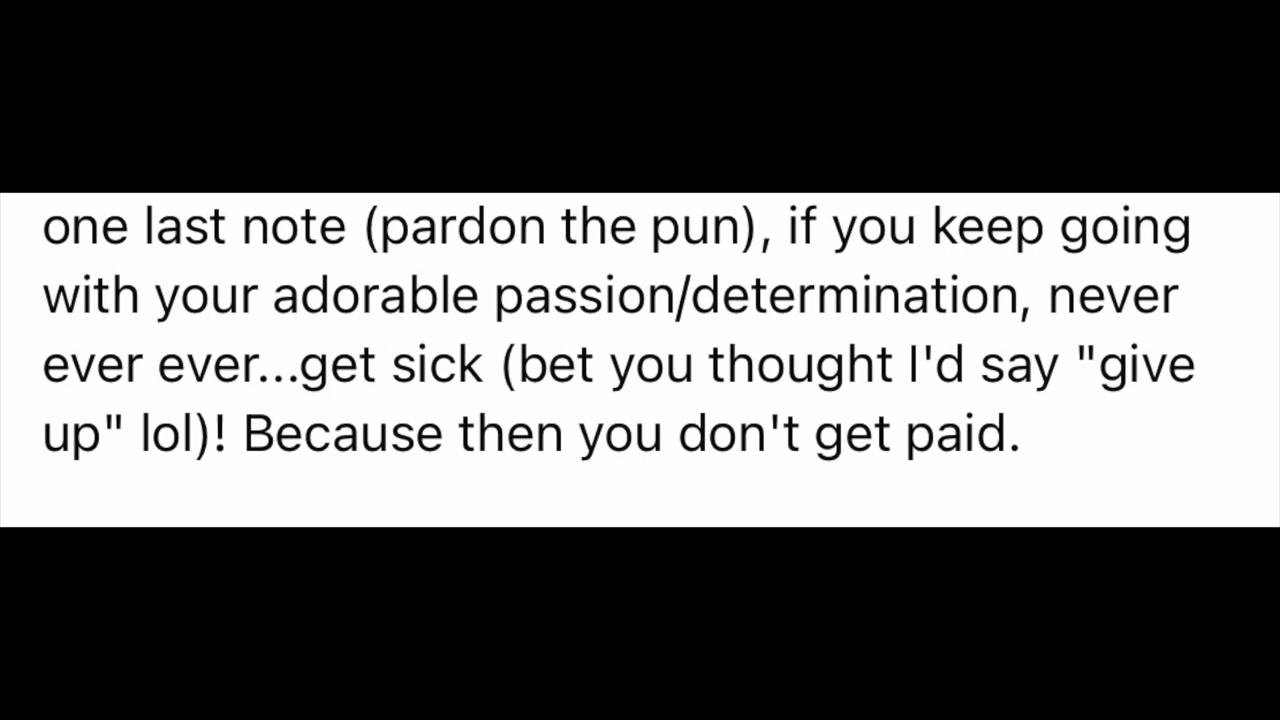 one last note (pardon the pun), if you keep going
with your adorable passion/determination, never
ever ever...get sick (bet you thought I'd say "give
up" lol)! Because then you don't get paid.